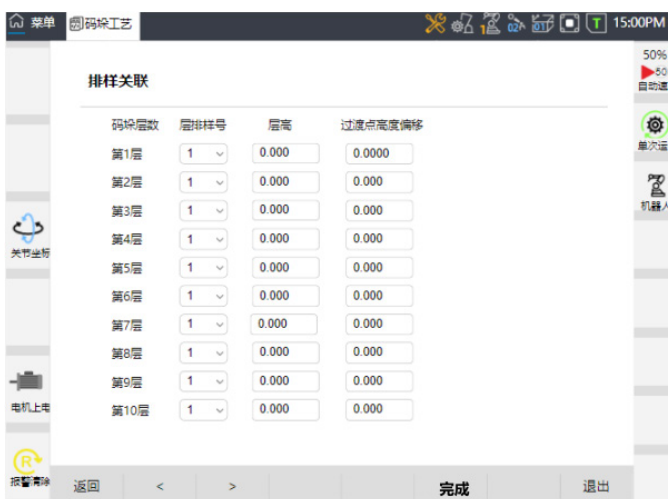 菜单 码垛工艺 T 15:00PM
50%
自动速
排样关联
码垛层数 层排样号 层高 过渡点高度偏移
单次运
第1层 1 0.000 0.0000
第2层 1 0.000 0.000
机器人
第3层 1 0.000 0.000
第4层 1 0.000 0.000
关节坐标
第5层 1 0.000 0.000
第6层 1 0.000 0.000
第7层 1 0.000 0.000
第8层 1 0.000 0.000
第9层 1 0.000 0.000
电机上电
第10层 1 0.000 0.000
R
报警清除
返回 < > 完成 退出